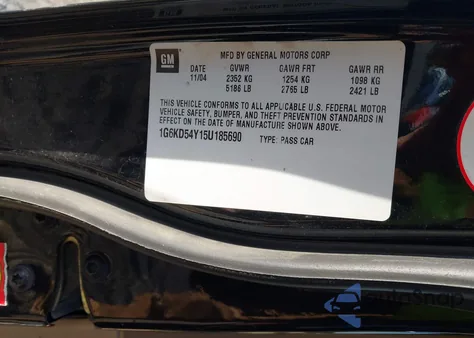 MFD BY GENERAL MOTORS CORP
GM
DATE GVWR GAWR FRT GAWR RR
11/04 2352 KG 1254 KG 1098 KG
5186 LB 2765 LB 2421 LB
THIS VEHICLE CONFORMS TO ALL APPLICABLE U.S. FEDERAL MOTOR
VEHICLE SAFETY, BUMPER, AND THEFT PREVENTION STANDARDS IN
EFFECT ON THE DATE OF MANUFACTURE SHOWN ABOVE.
1G6KD54Y15U185690 TYPE: PASS CAR
AutoSnap